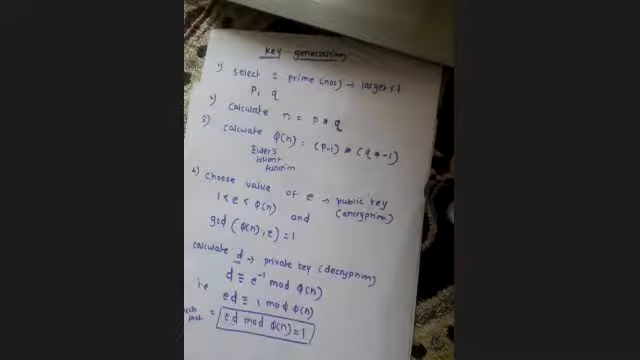 Key generation
1) select 2 prime (nos) → larger it
p, q
2) calculate n = p * q
3) calculate φ(n) = (p-1) * (q*-1)
Euler's
totient
function
4) choose value of e → public key
(encryption)
1 < e < φ(n) and
gcd (φ(n), e) = 1
calculate d → private key (decryption)
d ≡ e⁻¹ mod φ(n)
i.e
ed ≡ 1 mod φ(n)
= ed mod φ(n) = 1